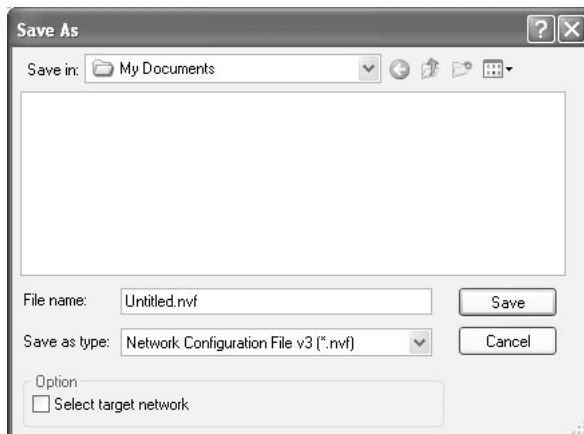 Save As
Save in: My Documents
File name: Untitled.nvf
Save
Save as type: Network Configuration File v3 (*.nvf)
Cancel
Option
Select target network